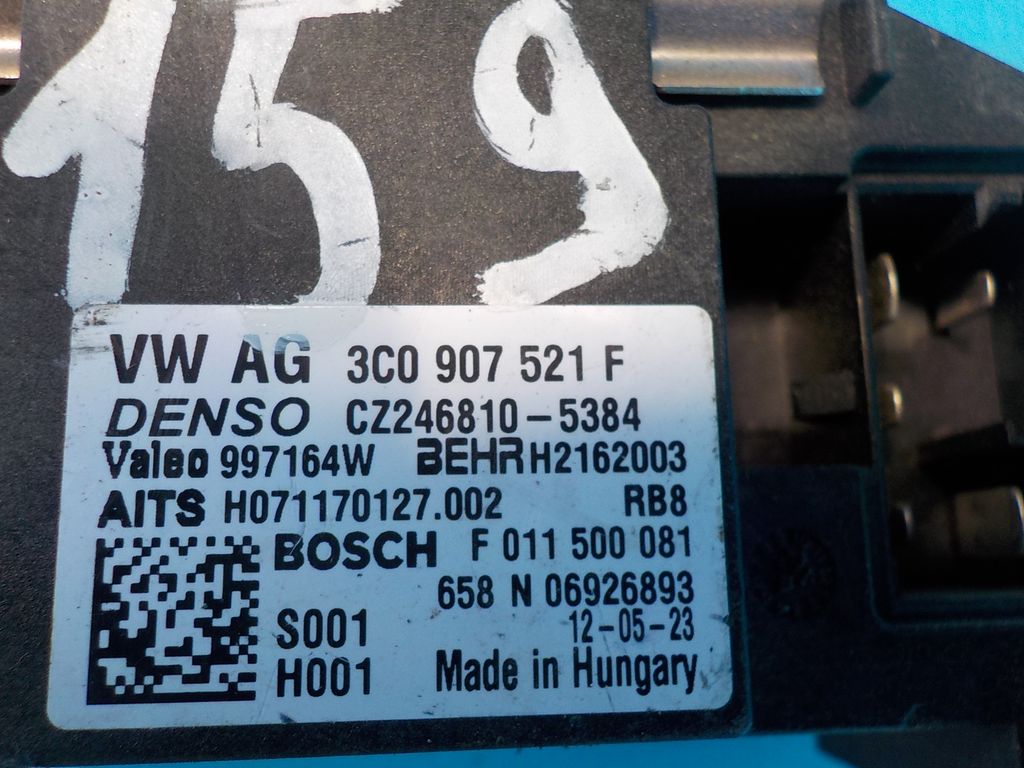 159
VW AG 3C0 907 521 F
DENSO CZ246810-5384
Valeo 997164W BEHR H2162003
AITS H071170127.002 RB8
BOSCH F 011 500 081
658 N 06926893
S001 12-05-23
H001 Made in Hungary